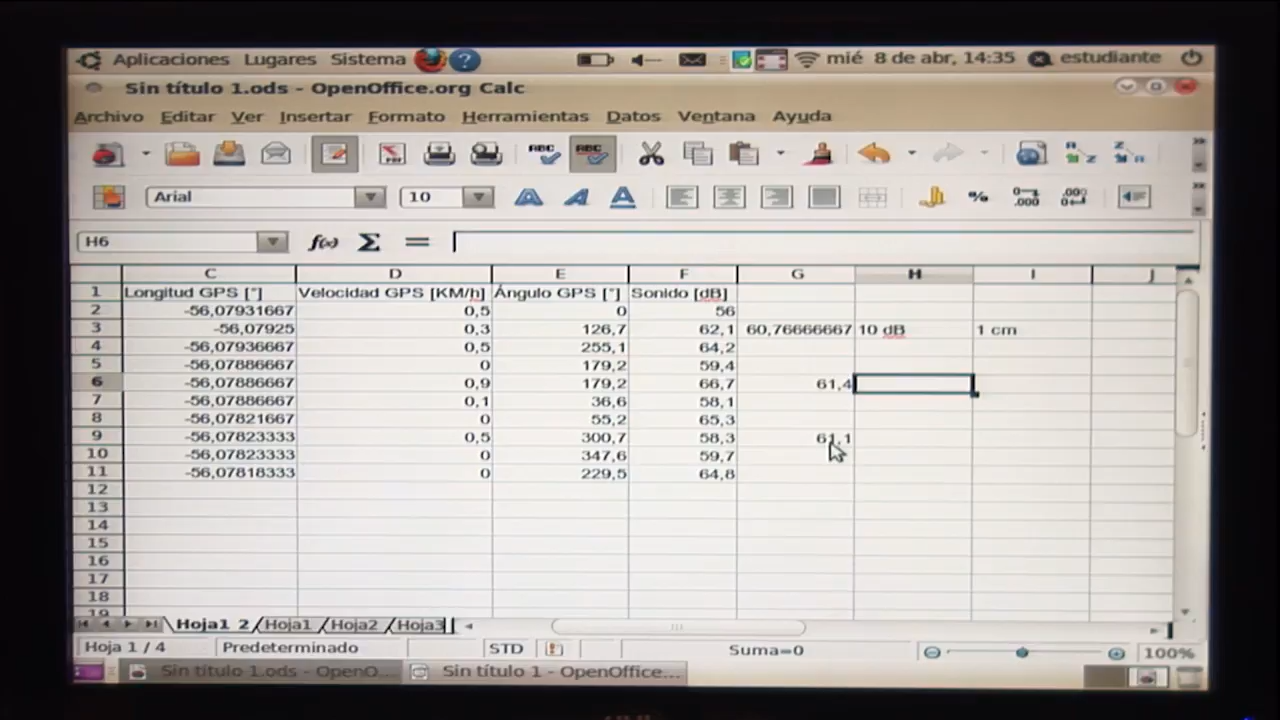 Aplicaciones Lugares Sistema ? mié 8 de abr, 14:35 estudiante
Sin título 1.ods - OpenOffice.org Calc
Archivo Editar Ver Insertar Formato Herramientas Datos Ventana Ayuda
Arial 10
H6 f(x) Σ =
C D E F G H I J
1 Longitud GPS [°] Velocidad GPS [KM/h] Ángulo GPS [°] Sonido [dB]
2 -56,07931667 0,5 0 56
3 -56,07925 0,3 126,7 62,1 60,76666667 10 dB 1 cm
4 -56,07936667 0,5 255,1 64,2
5 -56,07886667 0 179,2 59,4
6 -56,07886667 0,9 179,2 66,7 61,4
7 -56,07886667 0,1 36,6 58,1
8 -56,07821667 0 55,2 65,3
9 -56,07823333 0,5 300,7 58,3 61,1
10 -56,07823333 0 347,6 59,7
11 -56,07818333 0 229,5 64,8
12
13
14
15
16
17
18
19
Hoja1_2 Hoja1 Hoja2 Hoja3
Hoja 1 / 4 Predeterminado STD Suma=0 100%
Sin título 1.ods - OpenO... Sin título 1 - OpenOffice...